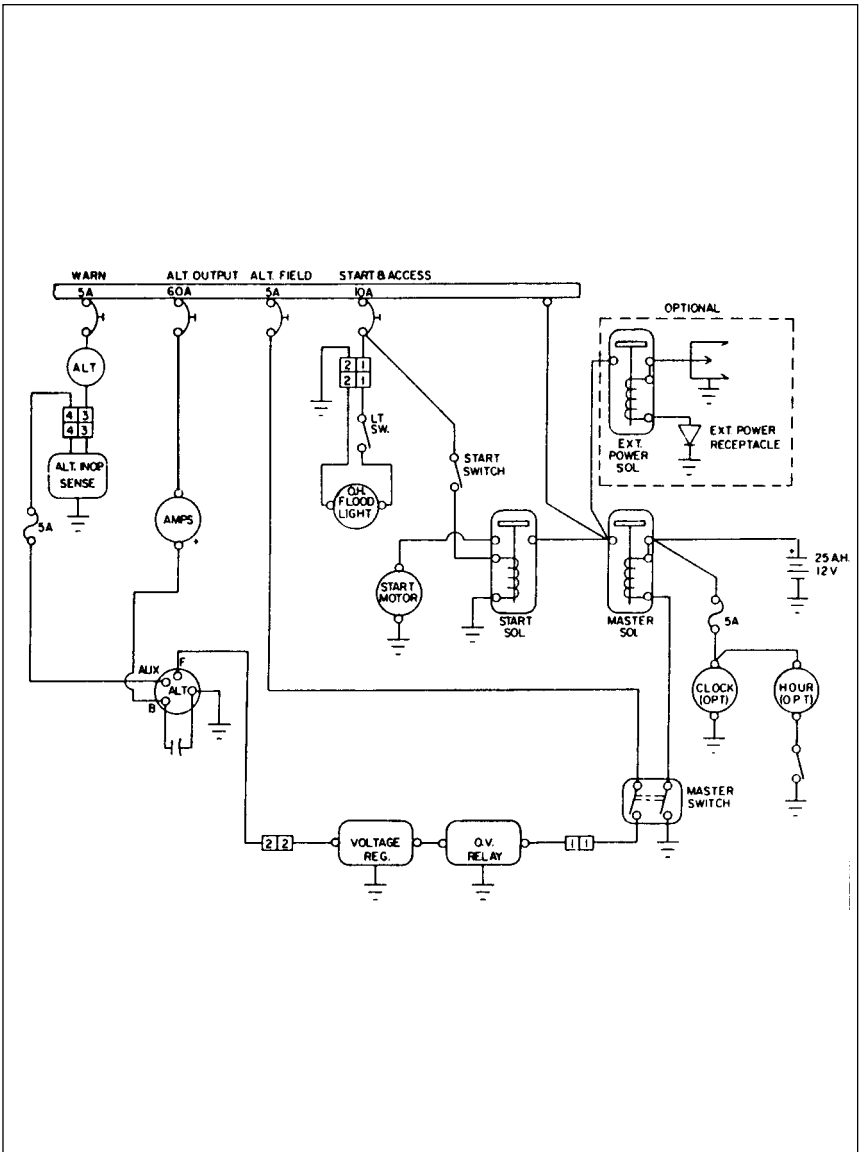 WARN ALT. OUTPUT ALT. FIELD START & ACCESS
5A 60A 5A 10A
OPTIONAL
ALT
2 1
2 1
EXT.
POWER
SOL
EXT. POWER
RECEPTACLE
4 3
4 3
LT
SW.
START
SWITCH
ALT. INOP
SENSE
O.H.
FLOOD
LIGHT
5A
AMPS
+
+
25 A.H.
12 V
START
MOTOR
START
SOL
MASTER
SOL
5A
AUX
F
ALT
B
CLOCK
(OPT)
HOUR
(OPT)
MASTER
SWITCH
2 2
VOLTAGE
REG.
O.V.
RELAY
1 1